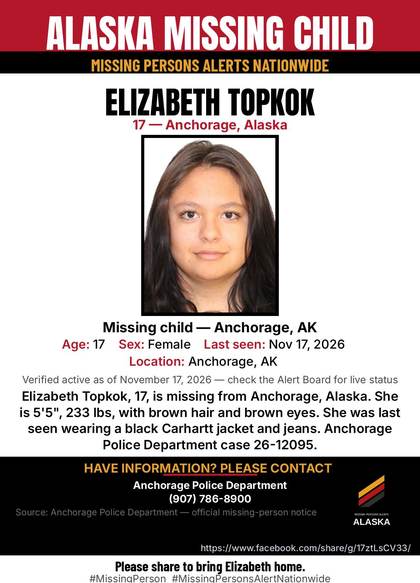 ALASKA MISSING CHILD
MISSING PERSONS ALERTS NATIONWIDE
ELIZABETH TOPKOK
17 — Anchorage, Alaska
Missing child — Anchorage, AK
Age: 17 Sex: Female Last seen: Nov 17, 2026
Location: Anchorage, AK
Verified active as of November 17, 2026 — check the Alert Board for live status
Elizabeth Topkok, 17, is missing from Anchorage, Alaska. She
is 5'5", 233 lbs, with brown hair and brown eyes. She was last
seen wearing a black Carhartt jacket and jeans. Anchorage
Police Department case 26-12095.
HAVE INFORMATION? PLEASE CONTACT
Anchorage Police Department
(907) 786-8900
Source: Anchorage Police Department — official missing-person notice
MISSING PERSONS ALERTS
ALASKA
https://www.facebook.com/share/g/17ztLsCV33/
Please share to bring Elizabeth home.
#MissingPerson #MissingPersonsAlertNationwide